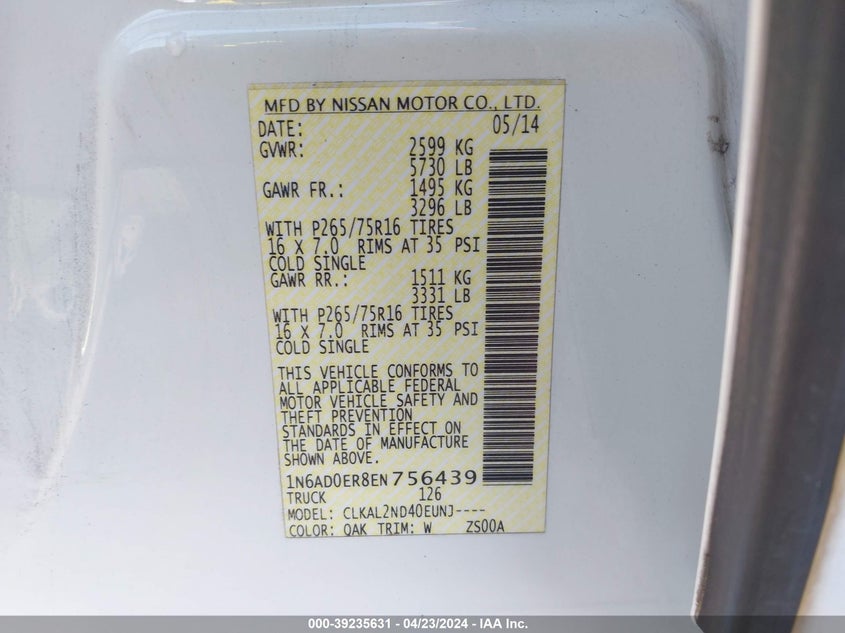 MFD BY NISSAN MOTOR CO., LTD.
DATE: 05/14
GVWR: 2599 KG
5730 LB
GAWR FR.: 1495 KG
3296 LB
WITH P265/75R16 TIRES
16 X 7.0 RIMS AT 35 PSI
COLD SINGLE
GAWR RR.: 1511 KG
3331 LB
WITH P265/75R16 TIRES
16 X 7.0 RIMS AT 35 PSI
COLD SINGLE
THIS VEHICLE CONFORMS TO
ALL APPLICABLE FEDERAL
MOTOR VEHICLE SAFETY AND
THEFT PREVENTION
STANDARDS IN EFFECT ON
THE DATE OF MANUFACTURE
SHOWN ABOVE.
1N6AD0ER8EN756439
TRUCK 126
MODEL: CLKAL2ND40EUNJ----
COLOR: QAK TRIM: W ZS00A
000-39235631 - 04/23/2024 - IAA Inc.